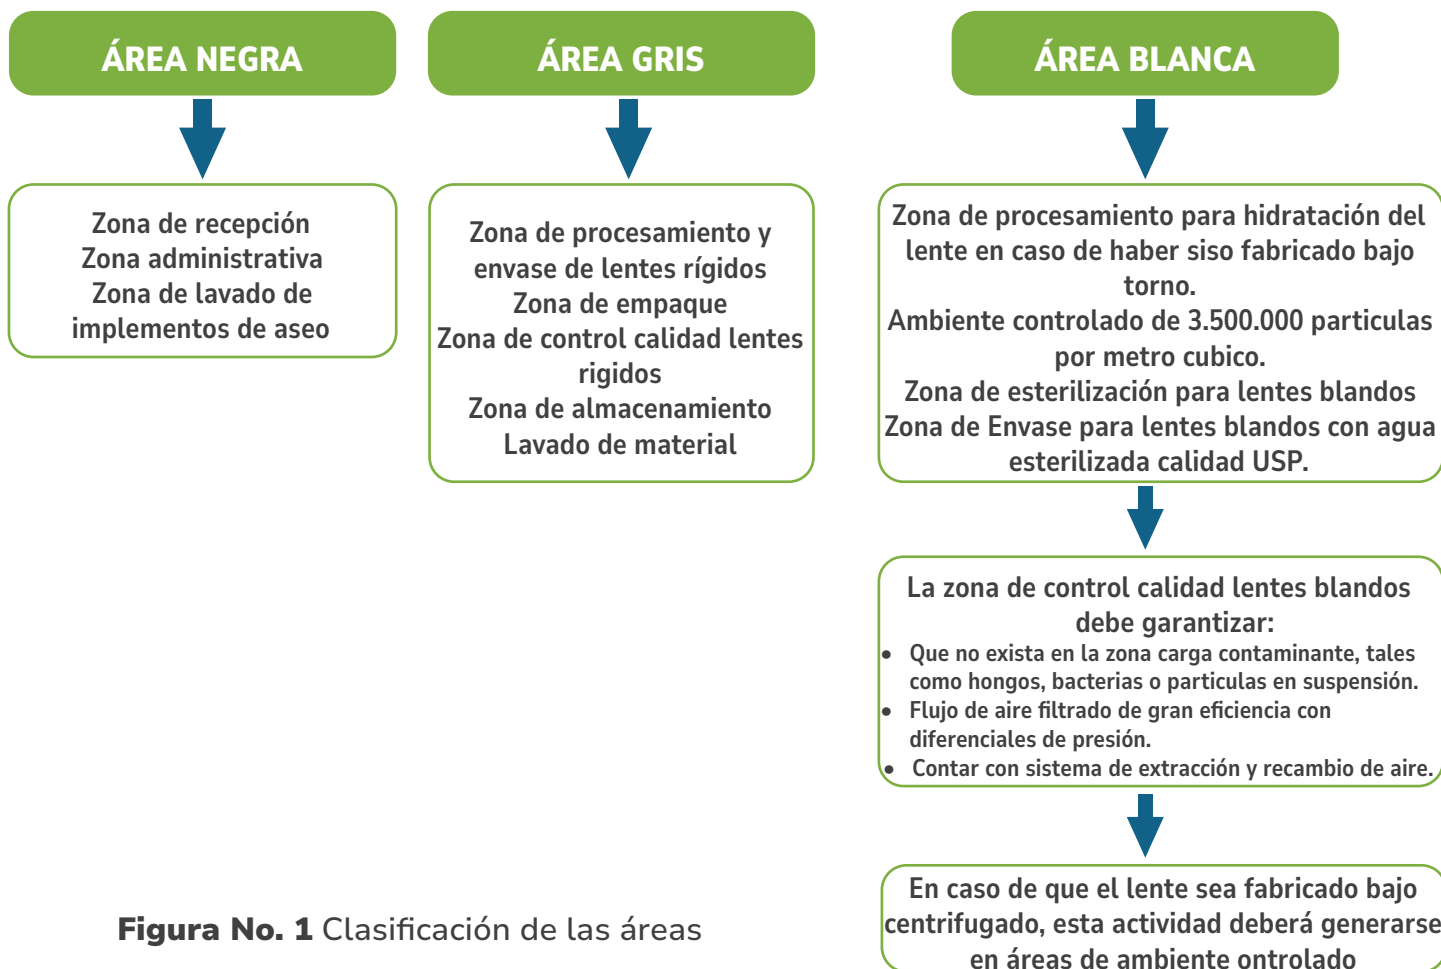 ÁREA NEGRA
Zona de recepción
Zona administrativa
Zona de lavado de
implementos de aseo
ÁREA GRIS
Zona de procesamiento y
envase de lentes rígidos
Zona de empaque
Zona de control calidad lentes
rigidos
Zona de almacenamiento
Lavado de material
ÁREA BLANCA
Zona de procesamiento para hidratación del
lente en caso de haber siso fabricado bajo
torno.
Ambiente controlado de 3.500.000 particulas
por metro cubico.
Zona de esterilización para lentes blandos
Zona de Envase para lentes blandos con agua
esterilizada calidad USP.
La zona de control calidad lentes blandos
debe garantizar:
• Que no exista en la zona carga contaminante, tales
como hongos, bacterias o particulas en suspensión.
• Flujo de aire filtrado de gran eficiencia con
diferenciales de presión.
• Contar con sistema de extracción y recambio de aire.
En caso de que el lente sea fabricado bajo
centrifugado, esta actividad deberá generarse
en áreas de ambiente ontrolado
Figura No. 1 Clasificación de las áreas